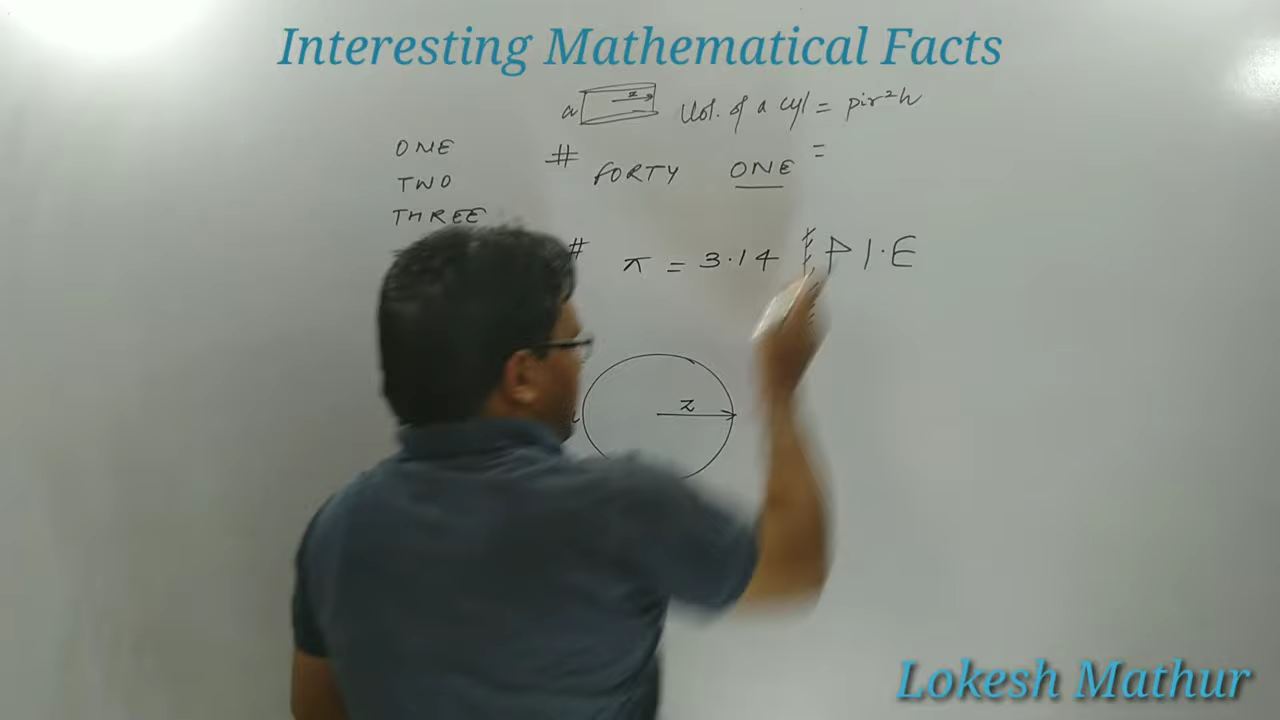 Interesting Mathematical Facts
a z Vol. of a cyl = pir²h
ONE
# FORTY ONE =
TWO
THREE
# π = 3.14 P I.E
z
Lokesh Mathur